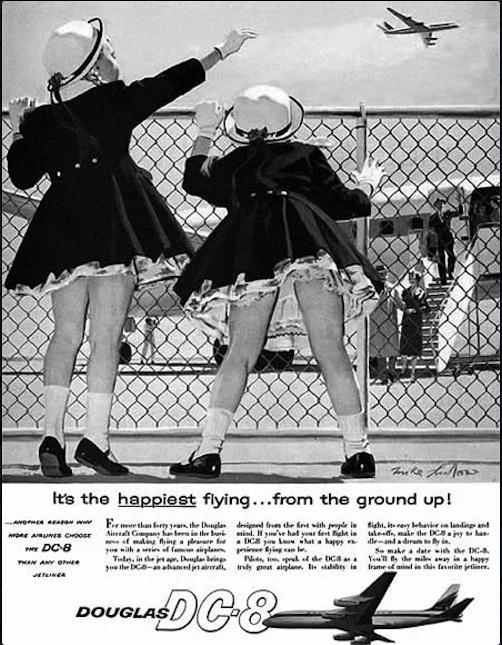 It's the happiest flying...from the ground up!
...ANOTHER REASON WHY
MORE AIRLINES CHOOSE
THE DC-8
THAN ANY OTHER
JETLINER
For more than forty years, the Douglas
Aircraft Company has been in the busi-
ness of making flying a pleasure for
you with a series of famous airplanes.
Today, in the jet age, Douglas brings
you the DC-8—an advanced jet aircraft,
designed from the first with people in
mind. If you've had your first flight in
a DC-8 you know what a happy ex-
perience flying can be.
Pilots, too, speak of the DC-8 as a
truly great airplane. Its stability in
flight, its easy behavior on landings and
take-offs, make the DC-8 a joy to han-
dle—and a dream to fly in.
So make a date with the DC-8.
You'll fly the miles away in a happy
frame of mind in this favorite jetliner.
DOUGLAS DC-8